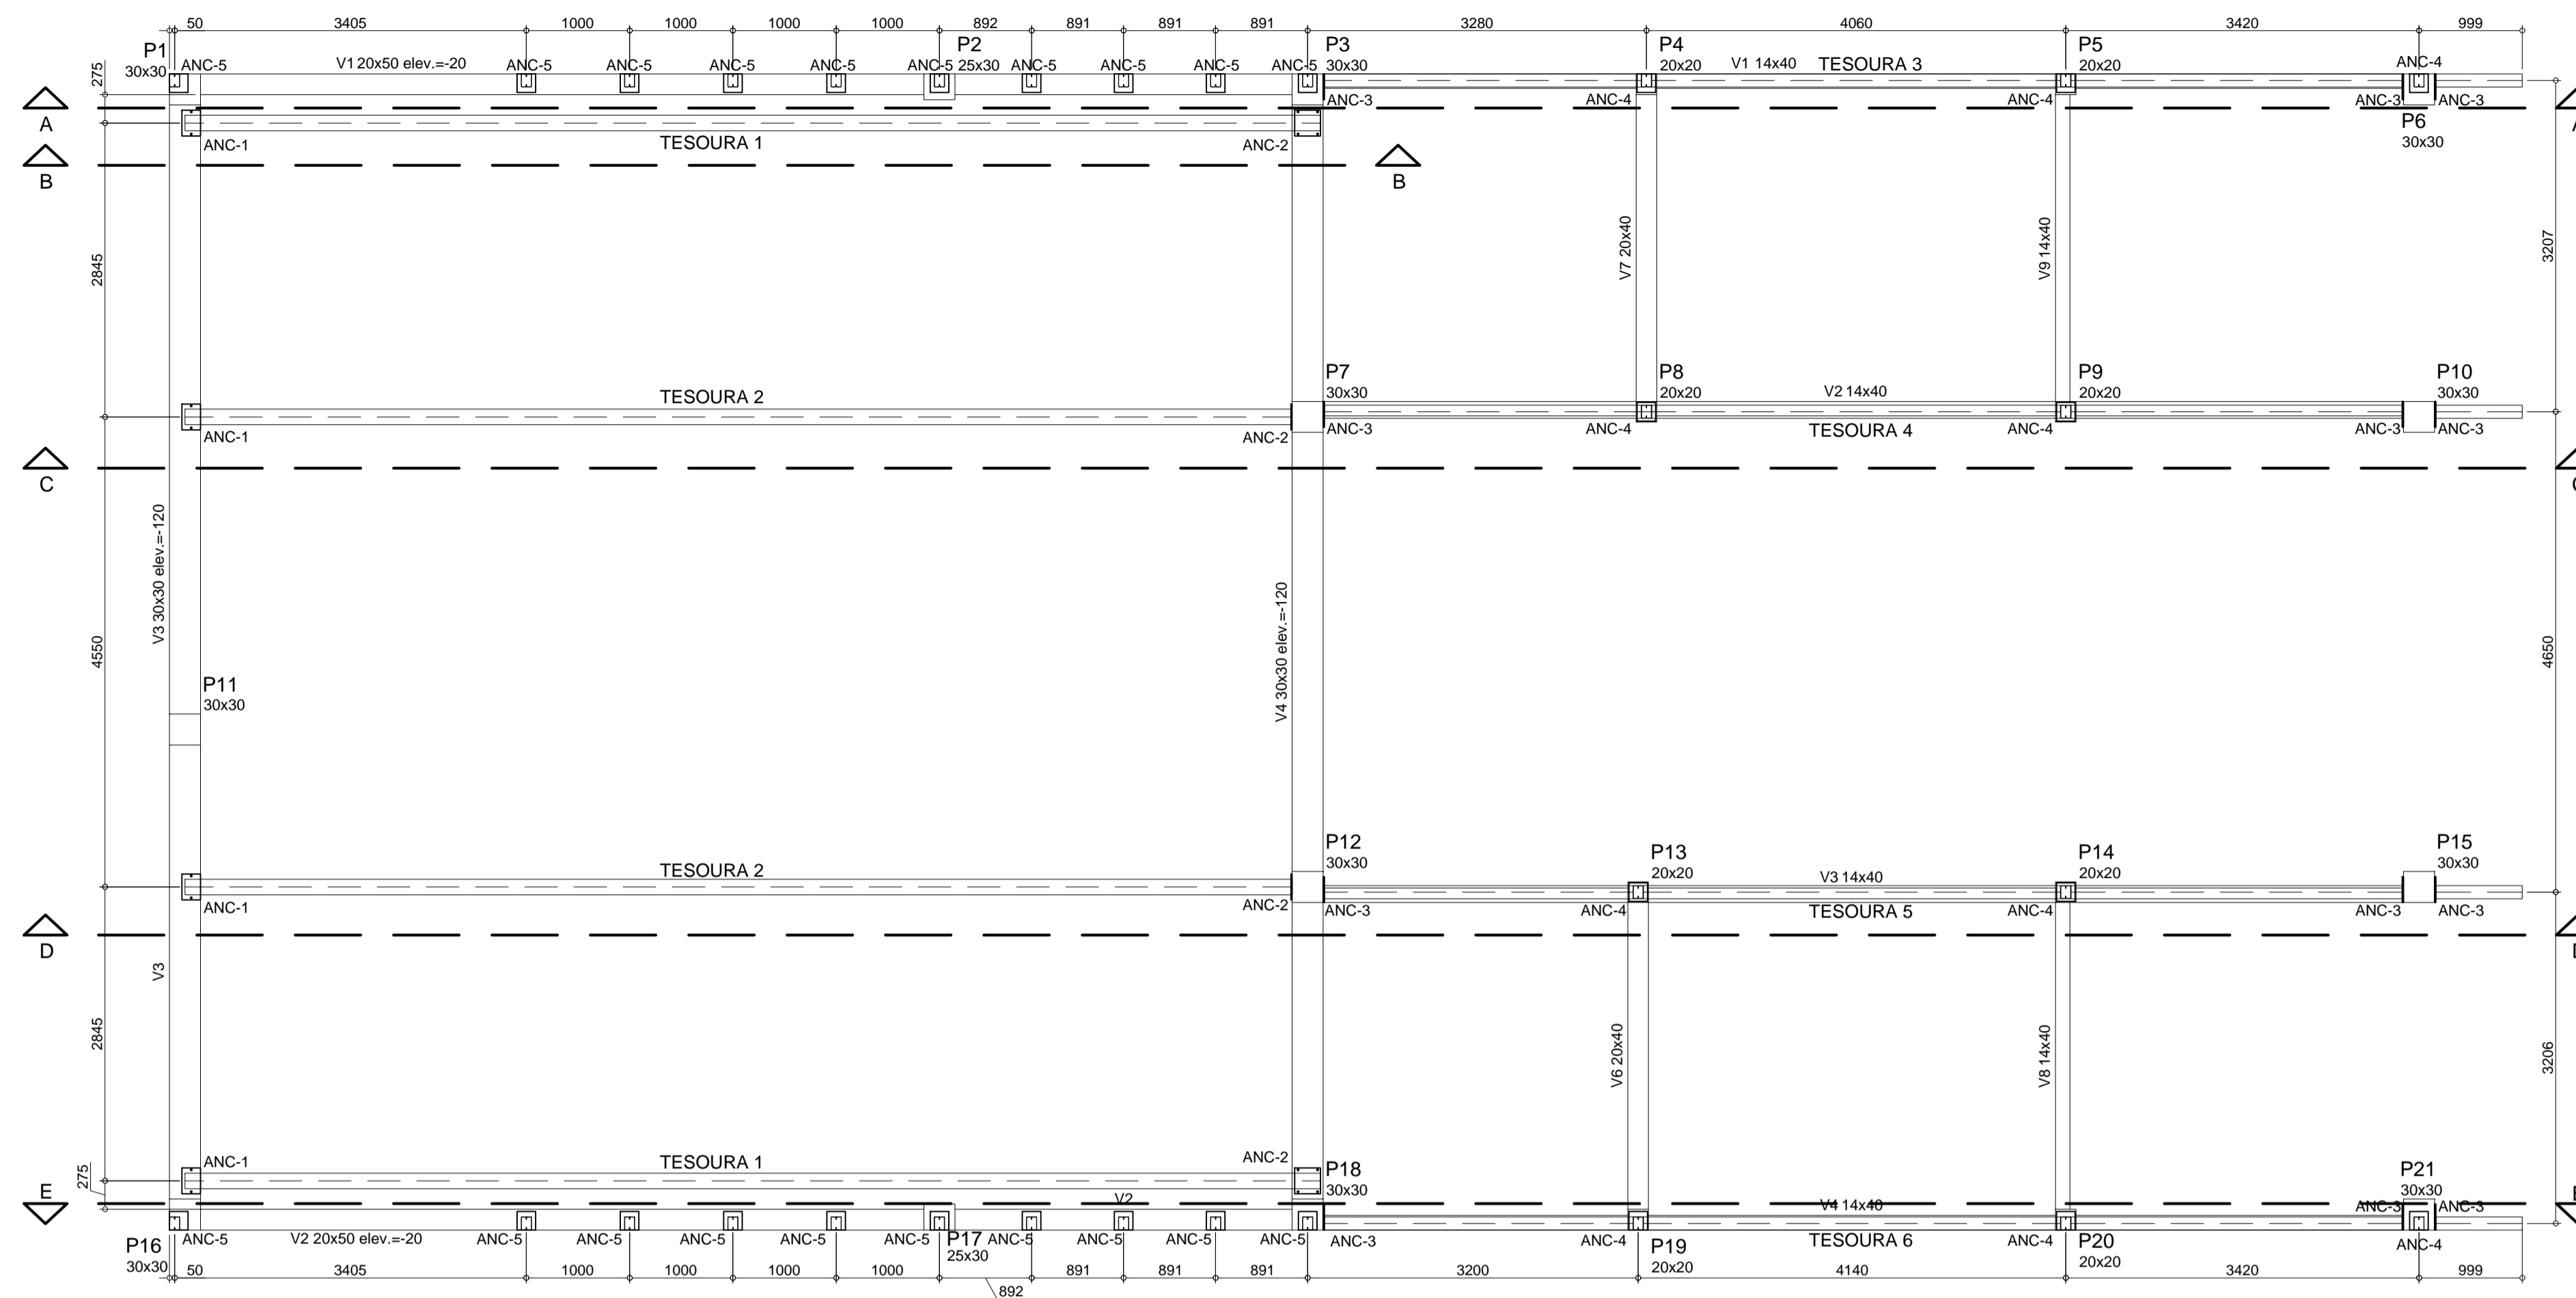 50 3405 1000 1000 1000 1000 892 891 891 891 3280 4060 3420 999
P1 P2 P3 P4 P5
30x30 ANC-5 V1 20x50 elev.=-20 ANC-5 ANC-5 ANC-5 ANC-5 ANC-5 25x30 ANC-5 ANC-5 ANC-5 ANC-5 30x30 20x20 V1 14x40 TESOURA 3 20x20 ANC-4
275
ANC-3 ANC-4 ANC-4 ANC-3 ANC-3
A
P6
30x30
ANC-1 TESOURA 1 ANC-2
B B
2845 V7 20x40 V9 14x40 3207
P7 P8 P9 P10
30x30 20x20 V2 14x40 20x20 30x30
TESOURA 2
ANC-1 ANC-2 ANC-3 ANC-4 TESOURA 4 ANC-4 ANC-3 ANC-3
C
V3 30x30 elev.=-120
4550 V4 30x30 elev.=-120 4650
P11
30x30
P12 P13 P14 P15
30x30 20x20 V3 14x40 20x20 30x30
TESOURA 2
ANC-1 ANC-2 ANC-3 ANC-4 TESOURA 5 ANC-4 ANC-3 ANC-3
D
V3
2845 V6 20x40 V8 14x40 3206
ANC-1 TESOURA 1 ANC-2 P18 P21
275
30x30 30x30
E
V2 V4 14x40 ANC-3 ANC-3
P16 ANC-5 V2 20x50 elev.=-20 ANC-5 ANC-5 ANC-5 ANC-5 ANC-5 P17 ANC-5 ANC-5 ANC-5 ANC-5 ANC-3 ANC-4 P19 TESOURA 6 ANC-4 P20 ANC-4
30x30 25x30 20x20 20x20
50 3405 1000 1000 1000 1000 892 891 891 891 3200 4140 3420 999